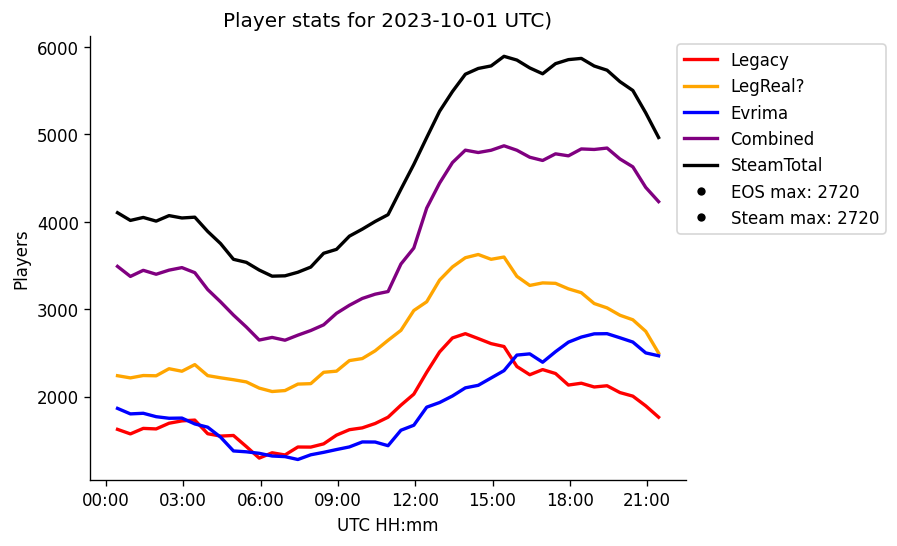 Player stats for 2023-10-01 UTC)
6000
5000
4000
3000
2000
Players
00:00 03:00 06:00 09:00 12:00 15:00 18:00 21:00
UTC HH:mm
Legacy
LegReal?
Evrima
Combined
SteamTotal
EOS max: 2720
Steam max: 2720